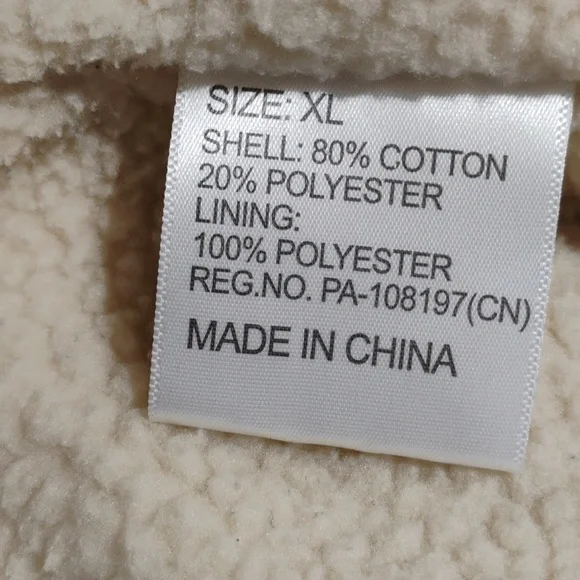 SIZE: XL
SHELL: 80% COTTON
20% POLYESTER
LINING:
100% POLYESTER
REG.NO. PA-108197(CN)
MADE IN CHINA